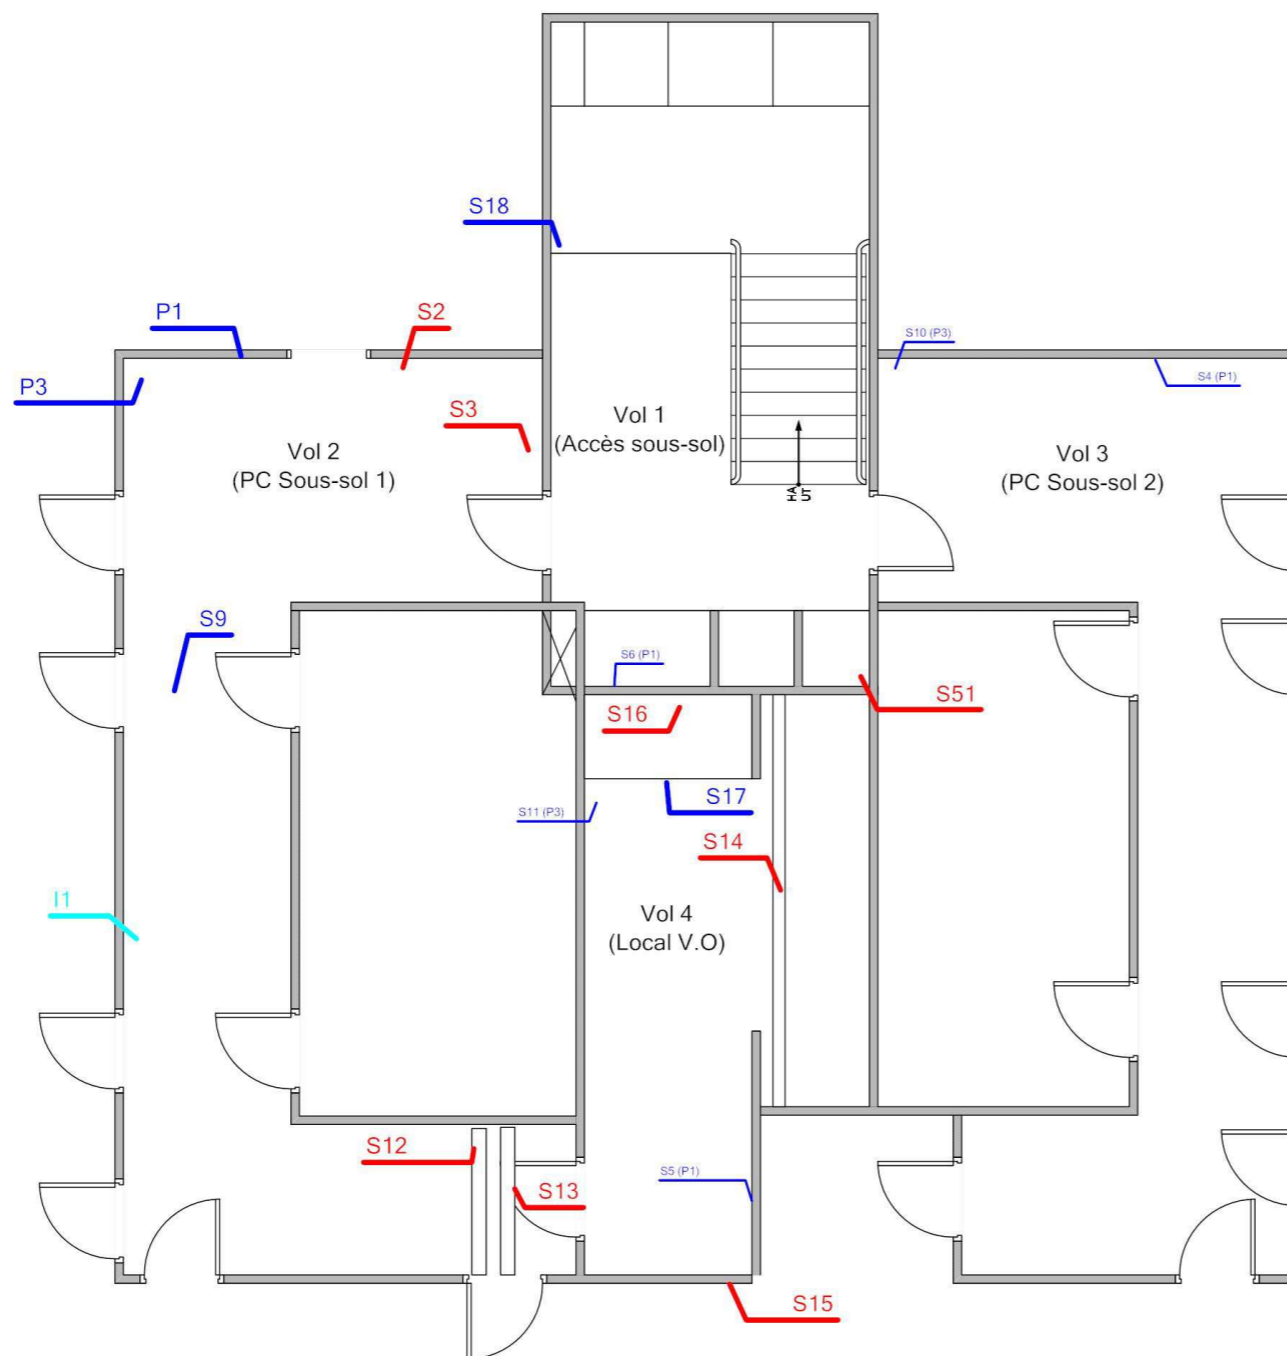 S18
P1
S2
S10 (P3)
P3
S4 (P1)
S3
Vol 1
(Accès sous-sol)
Vol 2
(PC Sous-sol 1)
Vol 3
(PC Sous-sol 2)
HA
UT
S9
S6 (P1)
S51
S16
S17
S11 (P3)
S14
I1
Vol 4
(Local V.O)
S12
S5 (P1)
S13
S15